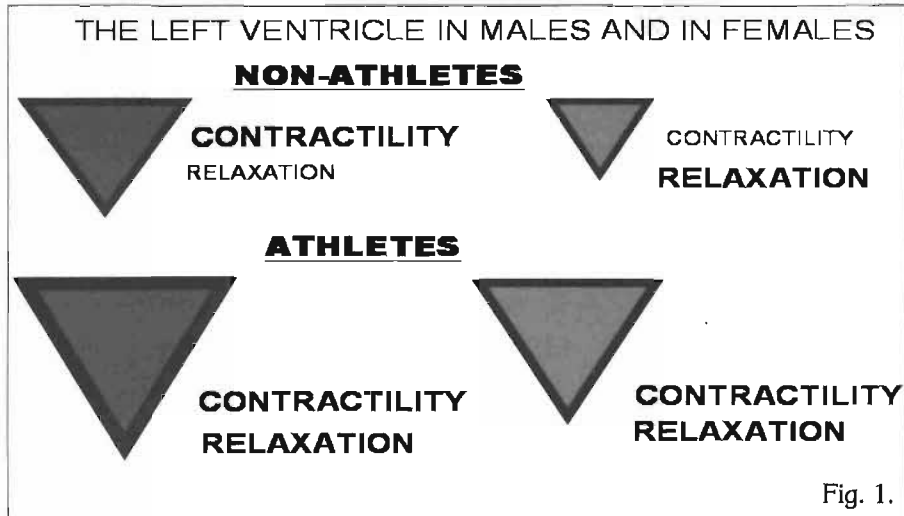 THE LEFT VENTRICLE IN MALES AND IN FEMALES
NON-ATHLETES
CONTRACTILITY
RELAXATION
CONTRACTILITY
RELAXATION
ATHLETES
CONTRACTILITY
RELAXATION
CONTRACTILITY
RELAXATION
Fig. 1.